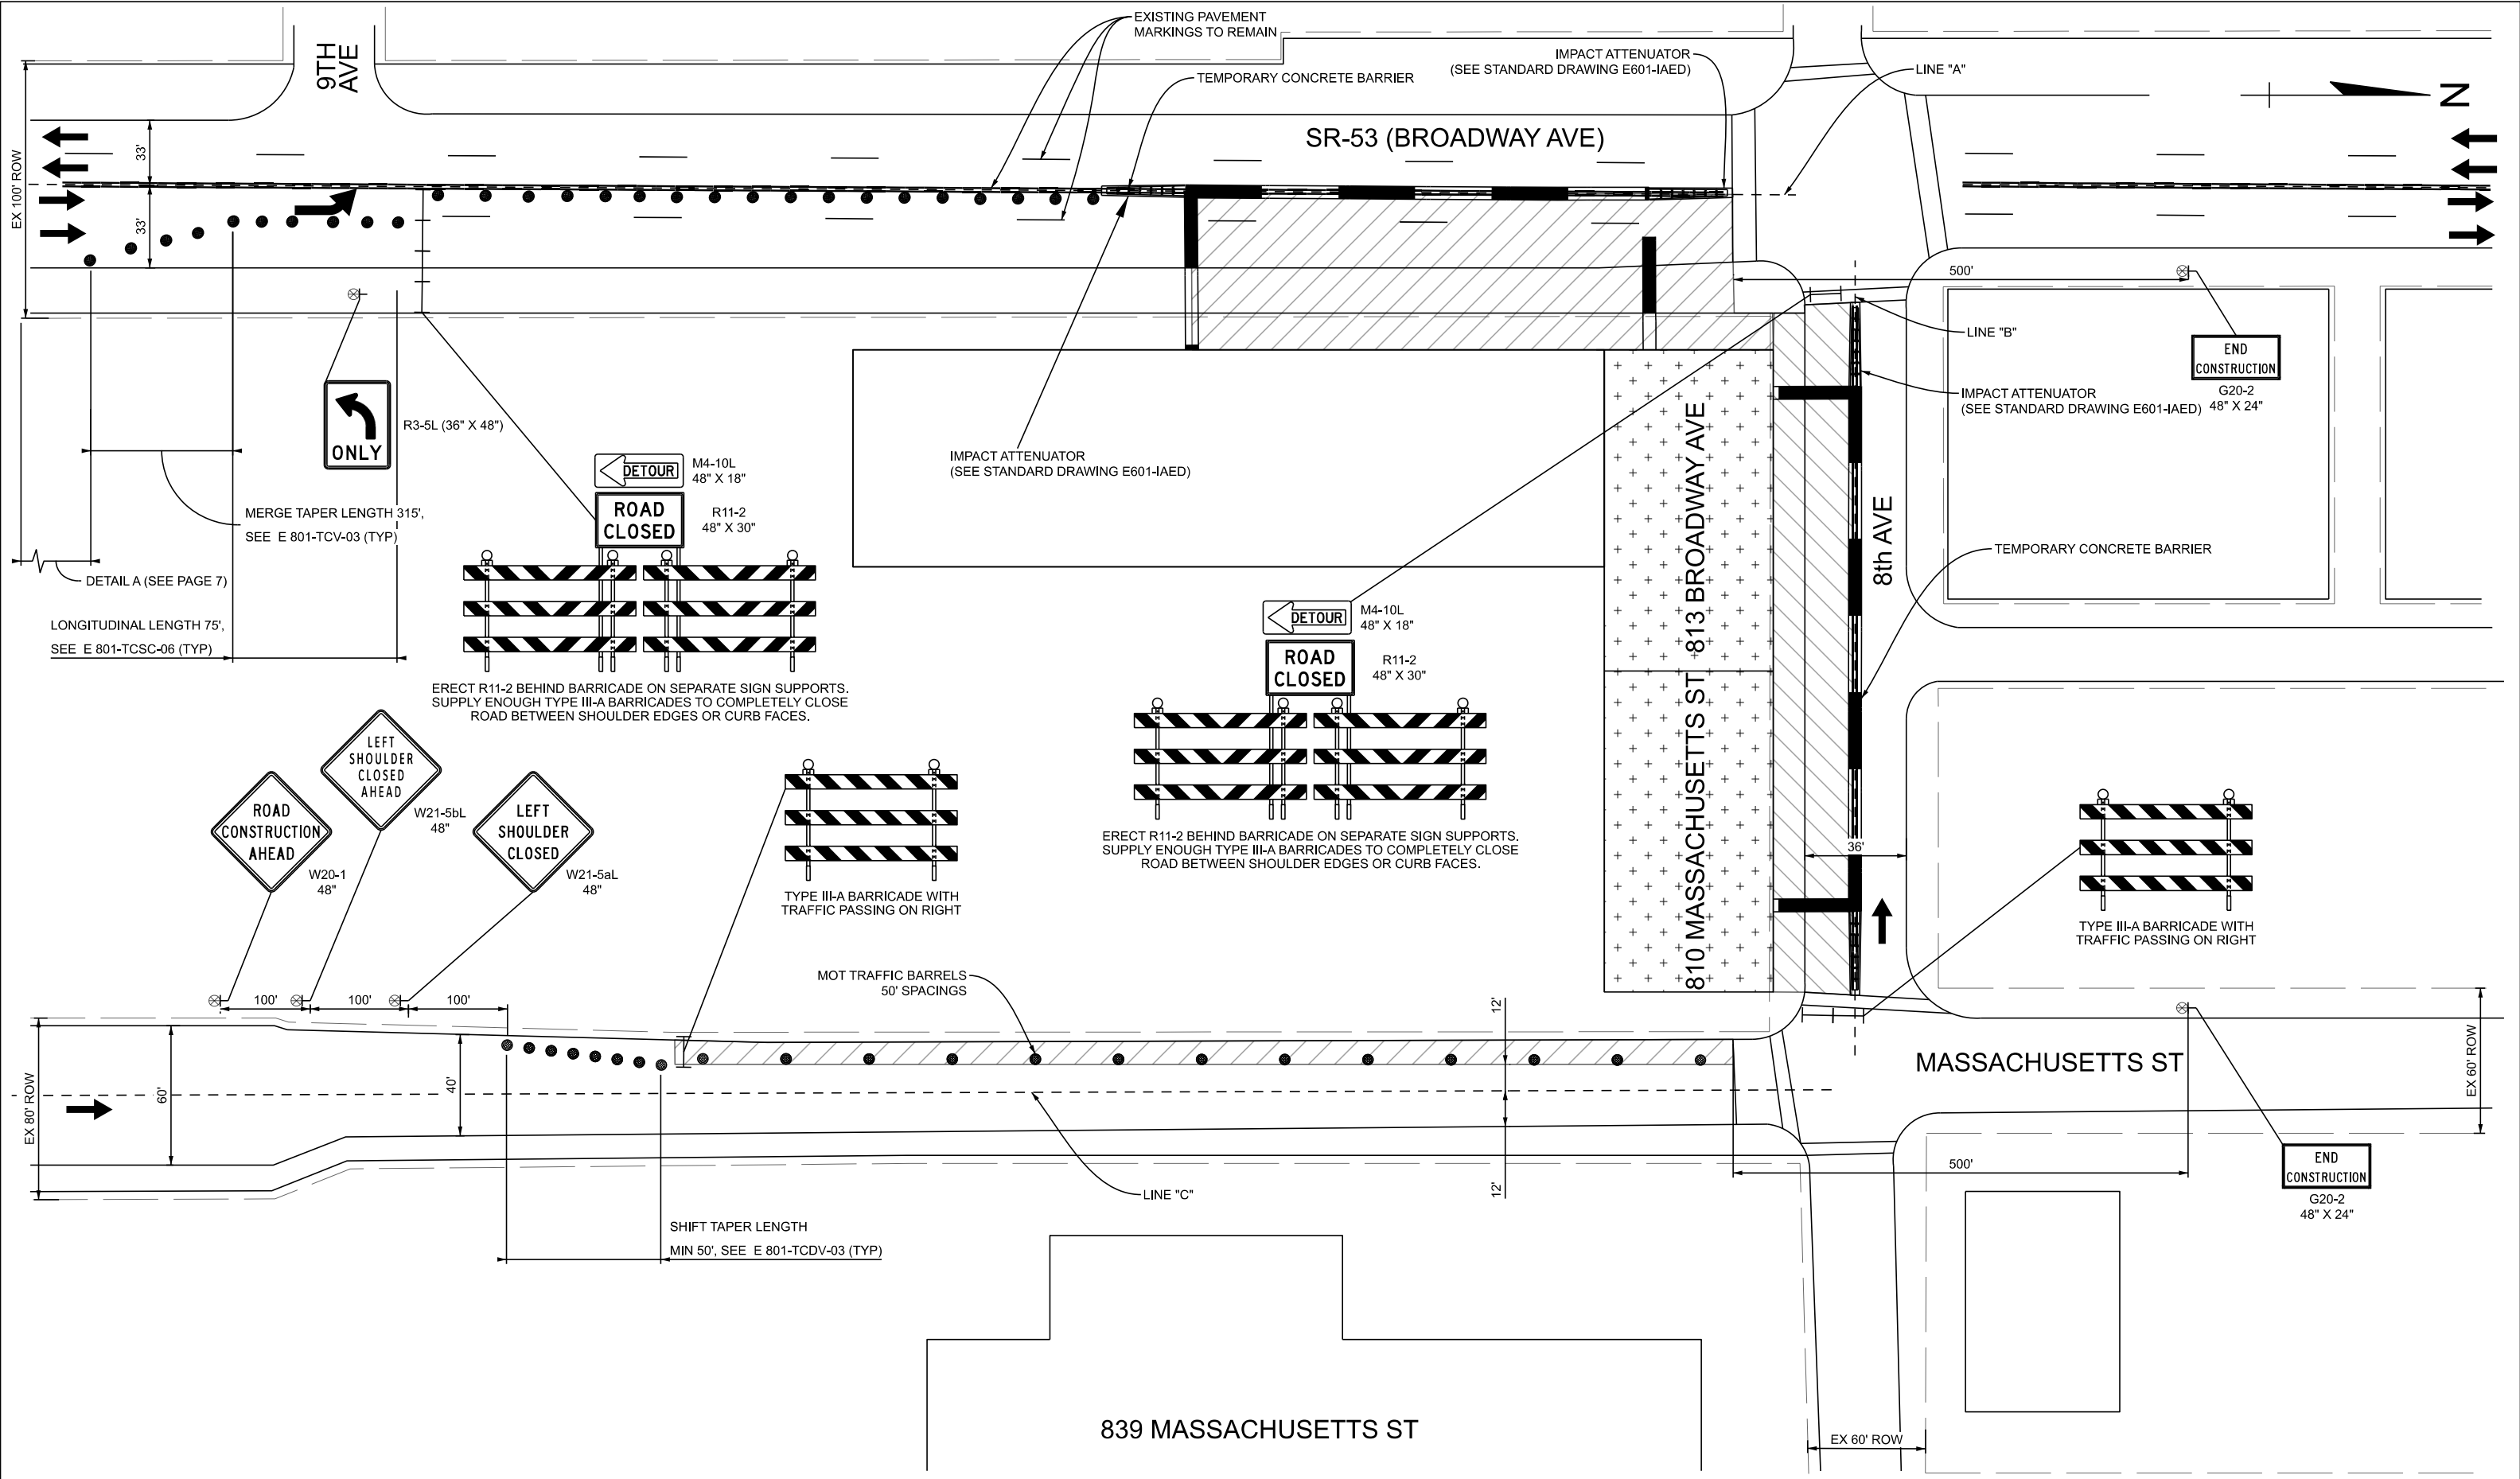 EXISTING PAVEMENT
MARKINGS TO REMAIN
9TH
AVE
IMPACT ATTENUATOR
(SEE STANDARD DRAWING E601-IAED)
TEMPORARY CONCRETE BARRIER
LINE "A"
N
SR-53 (BROADWAY AVE)
EX 100' ROW
33'
33'
500'
LINE "B"
END
CONSTRUCTION
G20-2
48" X 24"
IMPACT ATTENUATOR
(SEE STANDARD DRAWING E601-IAED)
ONLY
R3-5L (36" X 48")
IMPACT ATTENUATOR
(SEE STANDARD DRAWING E601-IAED)
DETOUR
M4-10L
48" X 18"
ROAD
CLOSED
R11-2
48" X 30"
MERGE TAPER LENGTH 315',
SEE E 801-TCV-03 (TYP)
DETAIL A (SEE PAGE 7)
LONGITUDINAL LENGTH 75',
SEE E 801-TCSC-06 (TYP)
ERECT R11-2 BEHIND BARRICADE ON SEPARATE SIGN SUPPORTS.
SUPPLY ENOUGH TYPE III-A BARRICADES TO COMPLETELY CLOSE
ROAD BETWEEN SHOULDER EDGES OR CURB FACES.
DETOUR
M4-10L
48" X 18"
ROAD
CLOSED
R11-2
48" X 30"
ERECT R11-2 BEHIND BARRICADE ON SEPARATE SIGN SUPPORTS.
SUPPLY ENOUGH TYPE III-A BARRICADES TO COMPLETELY CLOSE
ROAD BETWEEN SHOULDER EDGES OR CURB FACES.
813 BROADWAY AVE
810 MASSACHUSETTS ST
8th AVE
TEMPORARY CONCRETE BARRIER
36'
TYPE III-A BARRICADE WITH
TRAFFIC PASSING ON RIGHT
ROAD
CONSTRUCTION
AHEAD
W20-1
48"
LEFT
SHOULDER
CLOSED
AHEAD
W21-5bL
48"
LEFT
SHOULDER
CLOSED
W21-5aL
48"
TYPE III-A BARRICADE WITH
TRAFFIC PASSING ON RIGHT
MOT TRAFFIC BARRELS
50' SPACINGS
100'
100'
100'
12'
EX 80' ROW
60'
40'
MASSACHUSETTS ST
EX 60' ROW
12'
500'
END
CONSTRUCTION
G20-2
48" X 24"
LINE "C"
SHIFT TAPER LENGTH
MIN 50', SEE E 801-TCDV-03 (TYP)
839 MASSACHUSETTS ST
EX 60' ROW